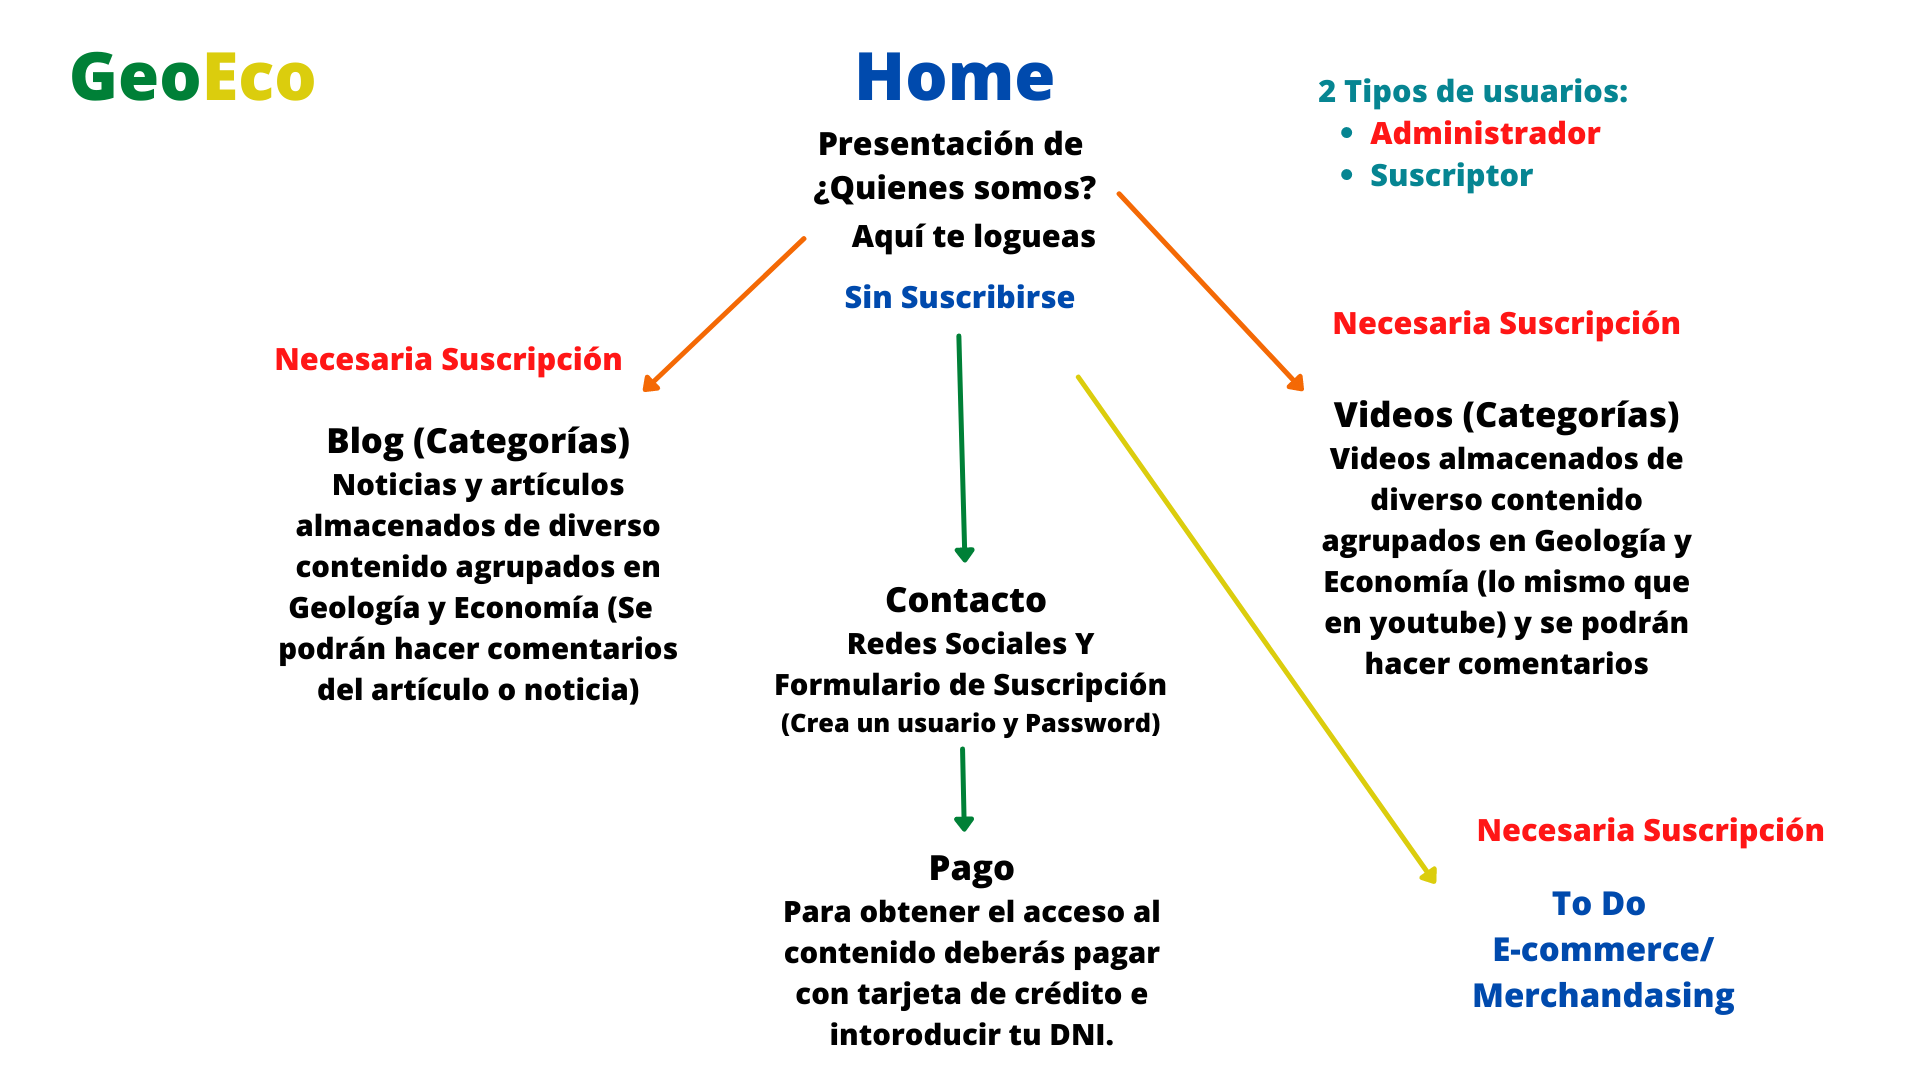 GeoEco
Home
Presentación de
¿Quienes somos?
Aquí te logueas
Sin Suscribirse
2 Tipos de usuarios:
• Administrador
• Suscriptor
Necesaria Suscripción
Blog (Categorías)
Noticias y artículos
almacenados de diverso
contenido agrupados en
Geología y Economía (Se
podrán hacer comentarios
del artículo o noticia)
Necesaria Suscripción
Videos (Categorías)
Videos almacenados de
diverso contenido
agrupados en Geología y
Economía (lo mismo que
en youtube) y se podrán
hacer comentarios
Contacto
Redes Sociales Y
Formulario de Suscripción
(Crea un usuario y Password)
Pago
Para obtener el acceso al
contenido deberás pagar
con tarjeta de crédito e
intoroducir tu DNI.
Necesaria Suscripción
To Do
E-commerce/
Merchandasing